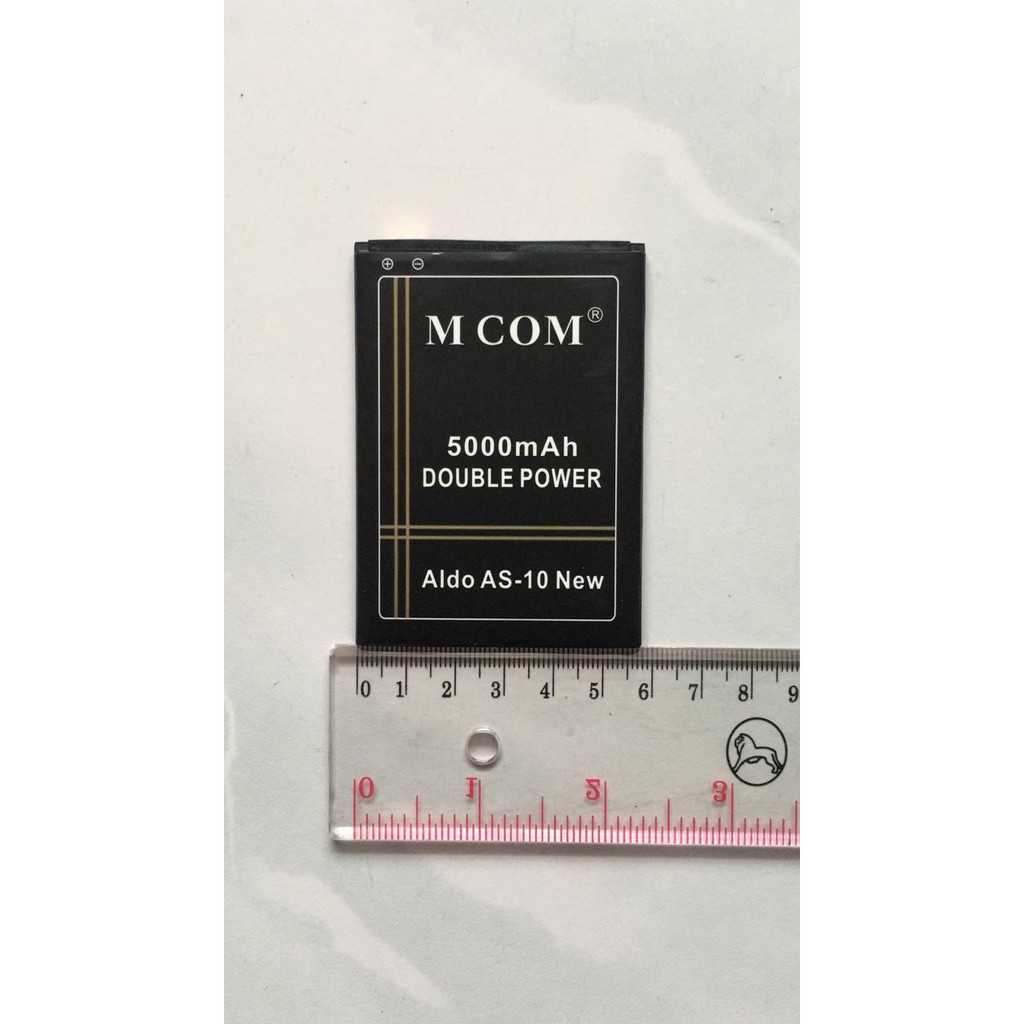 ⊕ ⊖
M COM®
5000mAh
DOUBLE POWER
Aldo AS-10 New
0 1 2 3 4 5 6 7 8 9
0 1 2 3